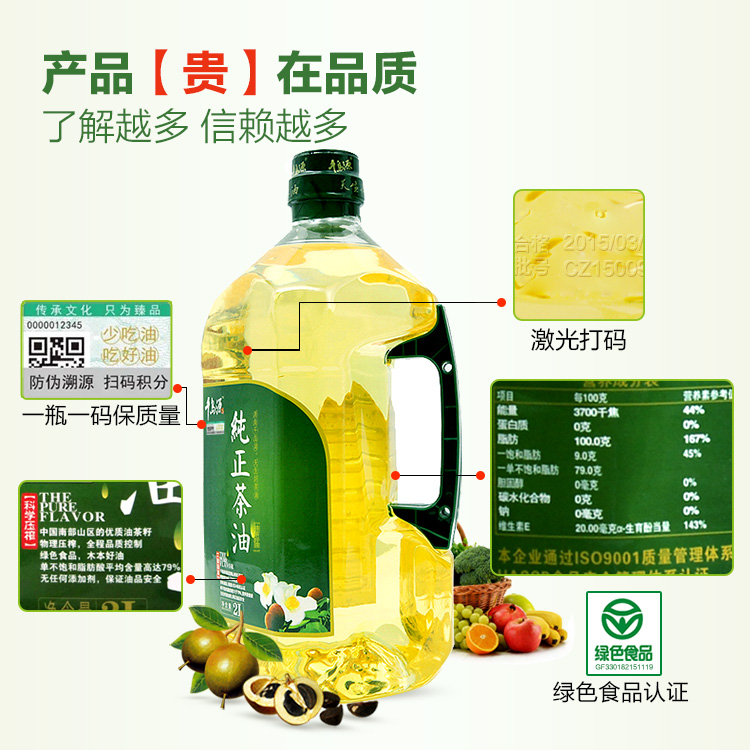 产品【贵】在品质
了解越多 信赖越多
合格 2015/03/
批号 CZ15003
激光打码
传承文化 只为臻品
0000012345
少吃油
吃好油
防伪溯源 扫码积分
一瓶一码保质量
純正茶油
2L
营养成分表
项目 每100克 营养素参考值
能量 3700千焦 44%
蛋白质 0克 0%
脂肪 100.0克 167%
—饱和脂肪 9.0克 45%
—单不饱和脂肪 79.0克
胆固醇 0毫克
碳水化合物 0克 0%
钠 0毫克 0%
维生素E 20.00毫克α-生育酚当量 143%
本企业通过ISO9001质量管理体系
【科学压榨】
THE
PURE
FLAVOR
中国南部山区的优质油茶籽
物理压榨，全程品质控制
绿色食品，木本好油
单不饱和脂肪酸平均含量高达79%
无任何添加剂，保证油品安全
绿色食品
GF330182151119
绿色食品认证